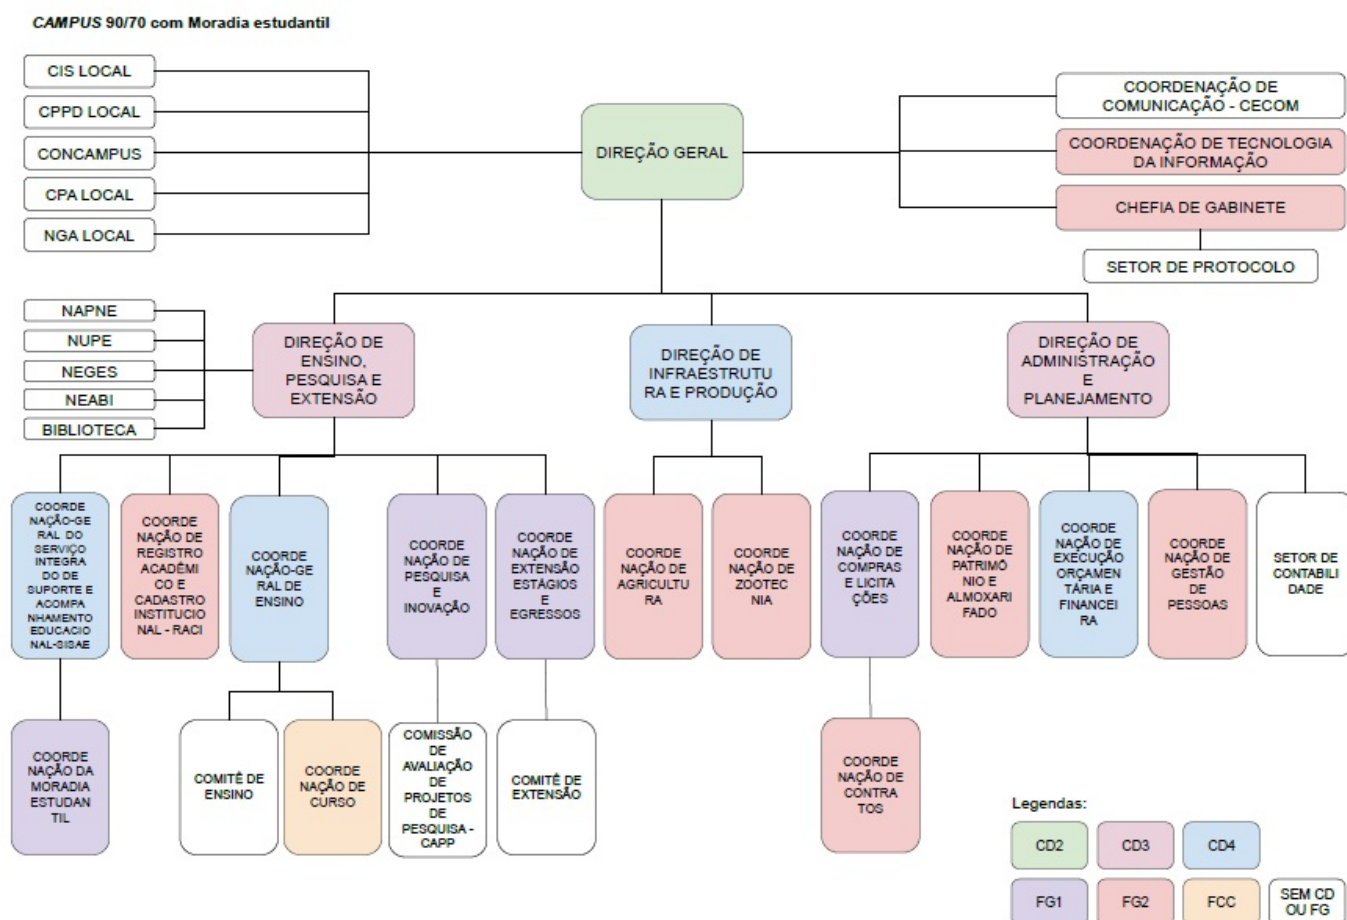 CAMPUS 90/70 com Moradia estudantil
CIS LOCAL
CPPD LOCAL
CONCAMPUS
CPA LOCAL
NGA LOCAL
DIREÇÃO GERAL
COORDENAÇÃO DE
COMUNICAÇÃO - CECOM
COORDENAÇÃO DE TECNOLOGIA
DA INFORMAÇÃO
CHEFIA DE GABINETE
SETOR DE PROTOCOLO
NAPNE
NUPE
NEGES
NEABI
BIBLIOTECA
DIREÇÃO DE
ENSINO,
PESQUISA E
EXTENSÃO
DIREÇÃO DE
INFRAESTRUTU
RA E PRODUÇÃO
DIREÇÃO DE
ADMINISTRAÇÃO
E
PLANEJAMENTO
COORDE
NAÇÃO-GE
RAL DO
SERVIÇO
INTEGRA
DO DE
SUPORTE E
ACOMPA
NHAMENTO
EDUCACIO
NAL-SISAE
COORDE
NAÇÃO DE
REGISTRO
ACADÊMI
CO E
CADASTRO
INSTITUCIO
NAL - RACI
COORDE
NAÇÃO-GE
RAL DE
ENSINO
COORDE
NAÇÃO DE
PESQUISA
E
INOVAÇÃO
COORDE
NAÇÃO DE
EXTENSÃO
ESTÁGIOS
E
EGRESSOS
COORDE
NAÇÃO DE
AGRICULTU
RA
COORDE
NAÇÃO DE
ZOOTEC
NIA
COORDE
NAÇÃO DE
COMPRAS
E LICITA
ÇÕES
COORDE
NAÇÃO DE
PATRIMÔ
NIO E
ALMOXARI
FADO
COORDE
NAÇÃO DE
EXECUÇÃO
ORÇAMEN
TÁRIA E
FINANCEI
RA
COORDE
NAÇÃO DE
GESTÃO
DE
PESSOAS
SETOR DE
CONTABILI
DADE
COORDE
NAÇÃO DA
MORADIA
ESTUDAN
TIL
COMITÊ DE
ENSINO
COORDE
NAÇÃO DE
CURSO
COMISSÃO
DE
AVALIAÇÃO
DE
PROJETOS
DE
PESQUISA -
CAPP
COMITÊ DE
EXTENSÃO
COORDE
NAÇÃO DE
CONTRA
TOS
Legendas:
CD2
CD3
CD4
FG1
FG2
FCC
SEM CD
OU FG